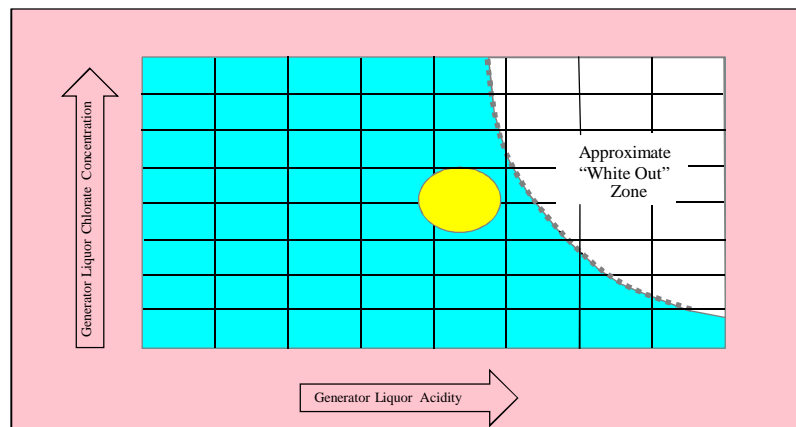 Generator Liquor Chlorate Concentration
Approximate
“White Out”
Zone
Generator Liquor Acidity